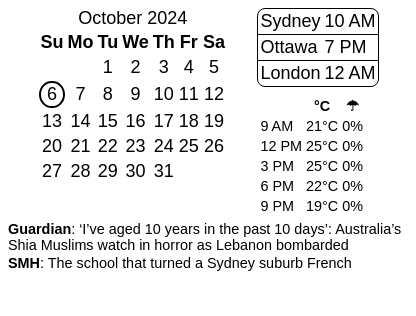 October 2024
Su Mo Tu We Th Fr Sa
1 2 3 4 5
6 7 8 9 10 11 12
13 14 15 16 17 18 19
20 21 22 23 24 25 26
27 28 29 30 31
Sydney 10 AM
Ottawa 7 PM
London 12 AM
°C ☂
9 AM 21°C 0%
12 PM 25°C 0%
3 PM 25°C 0%
6 PM 22°C 0%
9 PM 19°C 0%
Guardian: ‘I’ve aged 10 years in the past 10 days’: Australia’s
Shia Muslims watch in horror as Lebanon bombarded
SMH: The school that turned a Sydney suburb French